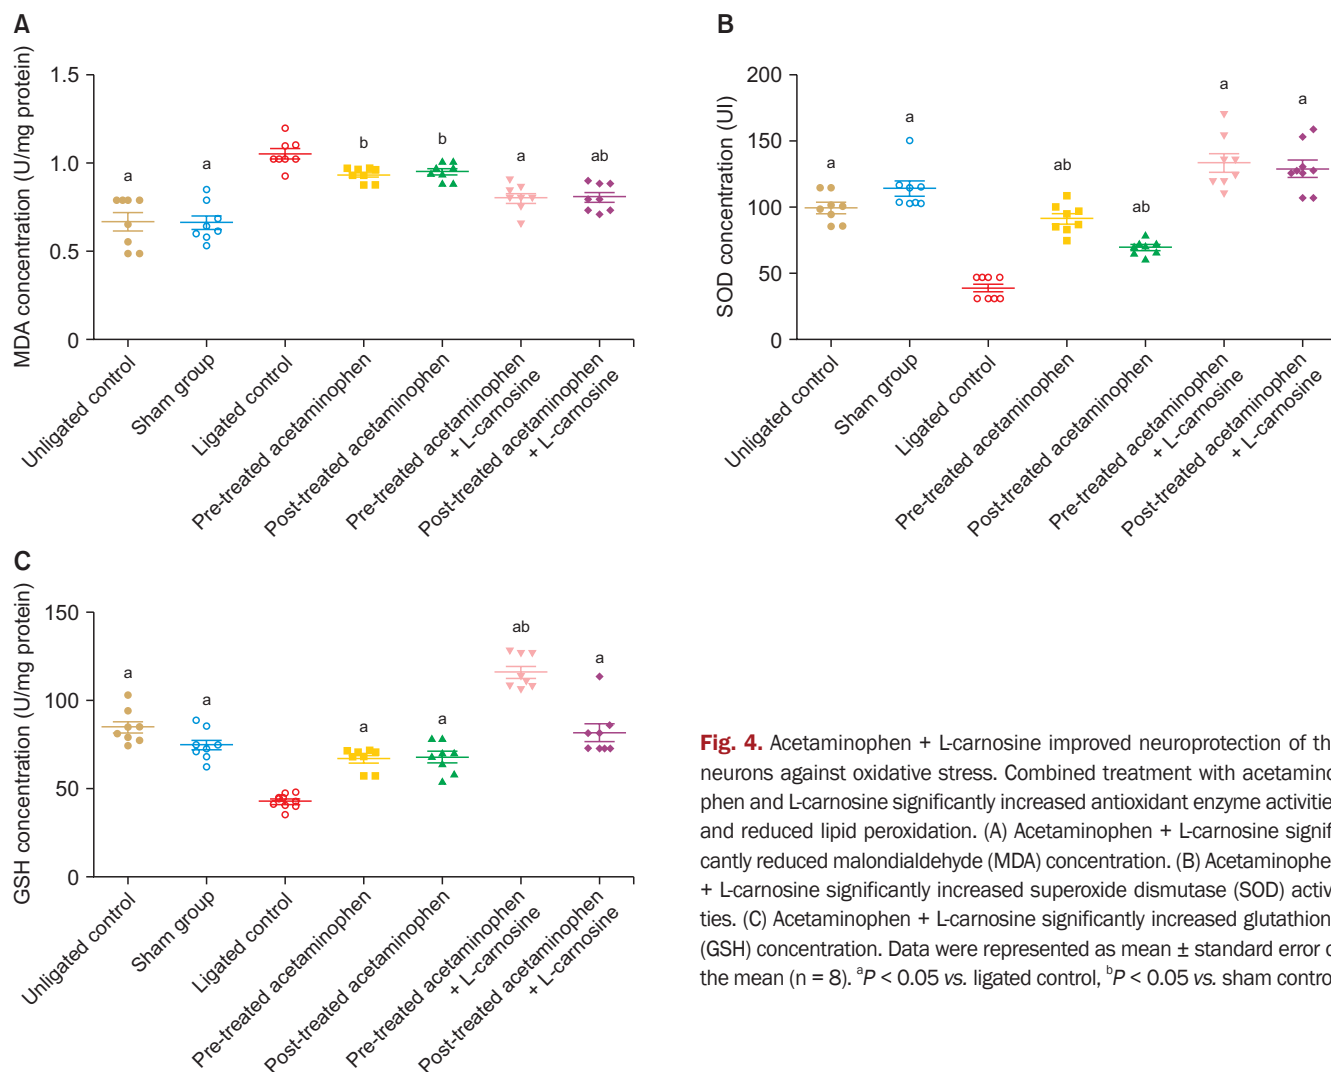 A
MDA concentration (U/mg protein)
1.5
1.0
0.5
0
a
a
b
b
a
ab
Unligated control
Sham group
Ligated control
Pre-treated acetaminophen
Post-treated acetaminophen
Pre-treated acetaminophen
+ L-carnosine
Post-treated acetaminophen
+ L-carnosine
B
SOD concentration (UI)
200
150
100
50
0
a
a
ab
ab
a
a
Unligated control
Sham group
Ligated control
Pre-treated acetaminophen
Post-treated acetaminophen
Pre-treated acetaminophen
+ L-carnosine
Post-treated acetaminophen
+ L-carnosine
C
GSH concentration (U/mg protein)
150
100
50
0
a
a
a
a
ab
a
Unligated control
Sham group
Ligated control
Pre-treated acetaminophen
Post-treated acetaminophen
Pre-treated acetaminophen
+ L-carnosine
Post-treated acetaminophen
+ L-carnosine
Fig. 4. Acetaminophen + L-carnosine improved neuroprotection of th
neurons against oxidative stress. Combined treatment with acetamino
phen and L-carnosine significantly increased antioxidant enzyme activitie
and reduced lipid peroxidation. (A) Acetaminophen + L-carnosine signif
cantly reduced malondialdehyde (MDA) concentration. (B) Acetaminophe
+ L-carnosine significantly increased superoxide dismutase (SOD) activ
ties. (C) Acetaminophen + L-carnosine significantly increased glutathion
(GSH) concentration. Data were represented as mean ± standard error o
the mean (n = 8). ᵃP < 0.05 vs. ligated control, ᵇP < 0.05 vs. sham contro